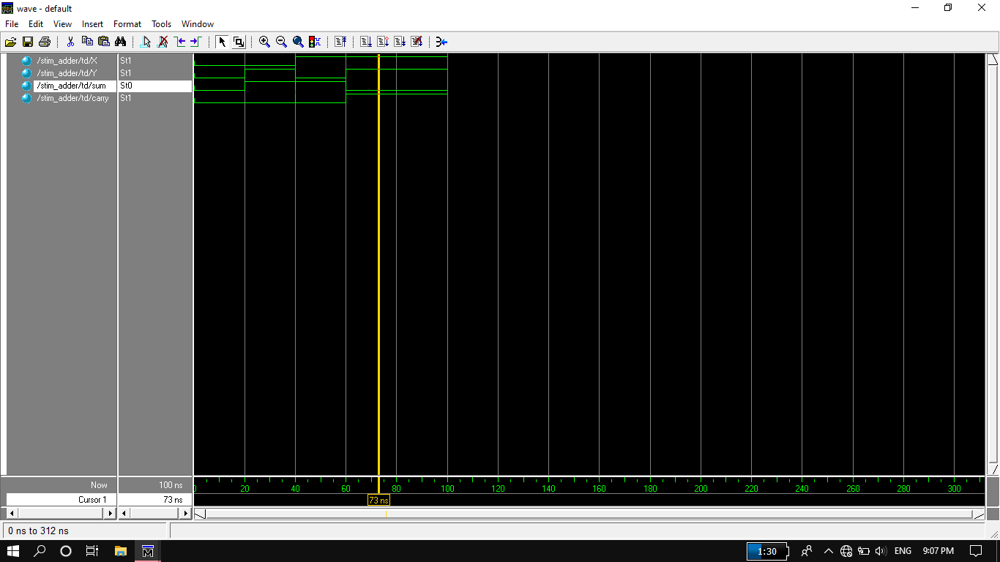 wave - default
File Edit View Insert Format Tools Window
/stim_adder/td/X St1
/stim_adder/td/Y St1
/stim_adder/td/sum St0
/stim_adder/td/carry St1
Now 100 ns
20 40 60 80 100 120 140 160 180 200 220 240 260 280 300
Cursor 1 73 ns
73 ns
0 ns to 312 ns
1:30 ENG 9:07 PM